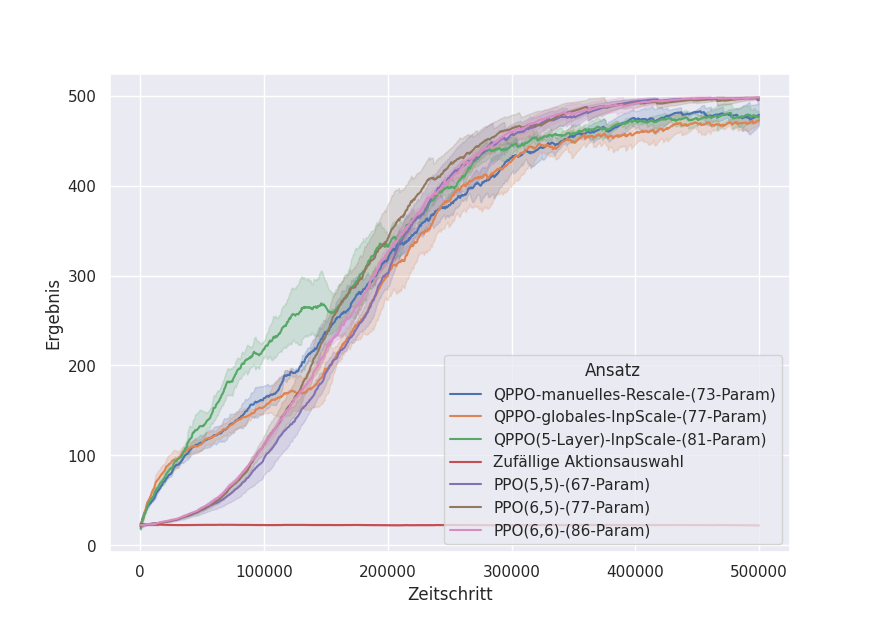 500
400
300
200
100
0
Ergebnis
0
100000
200000
300000
400000
500000
Zeitschritt
Ansatz
QPPO-manuelles-Rescale-(73-Param)
QPPO-globales-InpScale-(77-Param)
QPPO(5-Layer)-InpScale-(81-Param)
Zufällige Aktionsauswahl
PPO(5,5)-(67-Param)
PPO(6,5)-(77-Param)
PPO(6,6)-(86-Param)